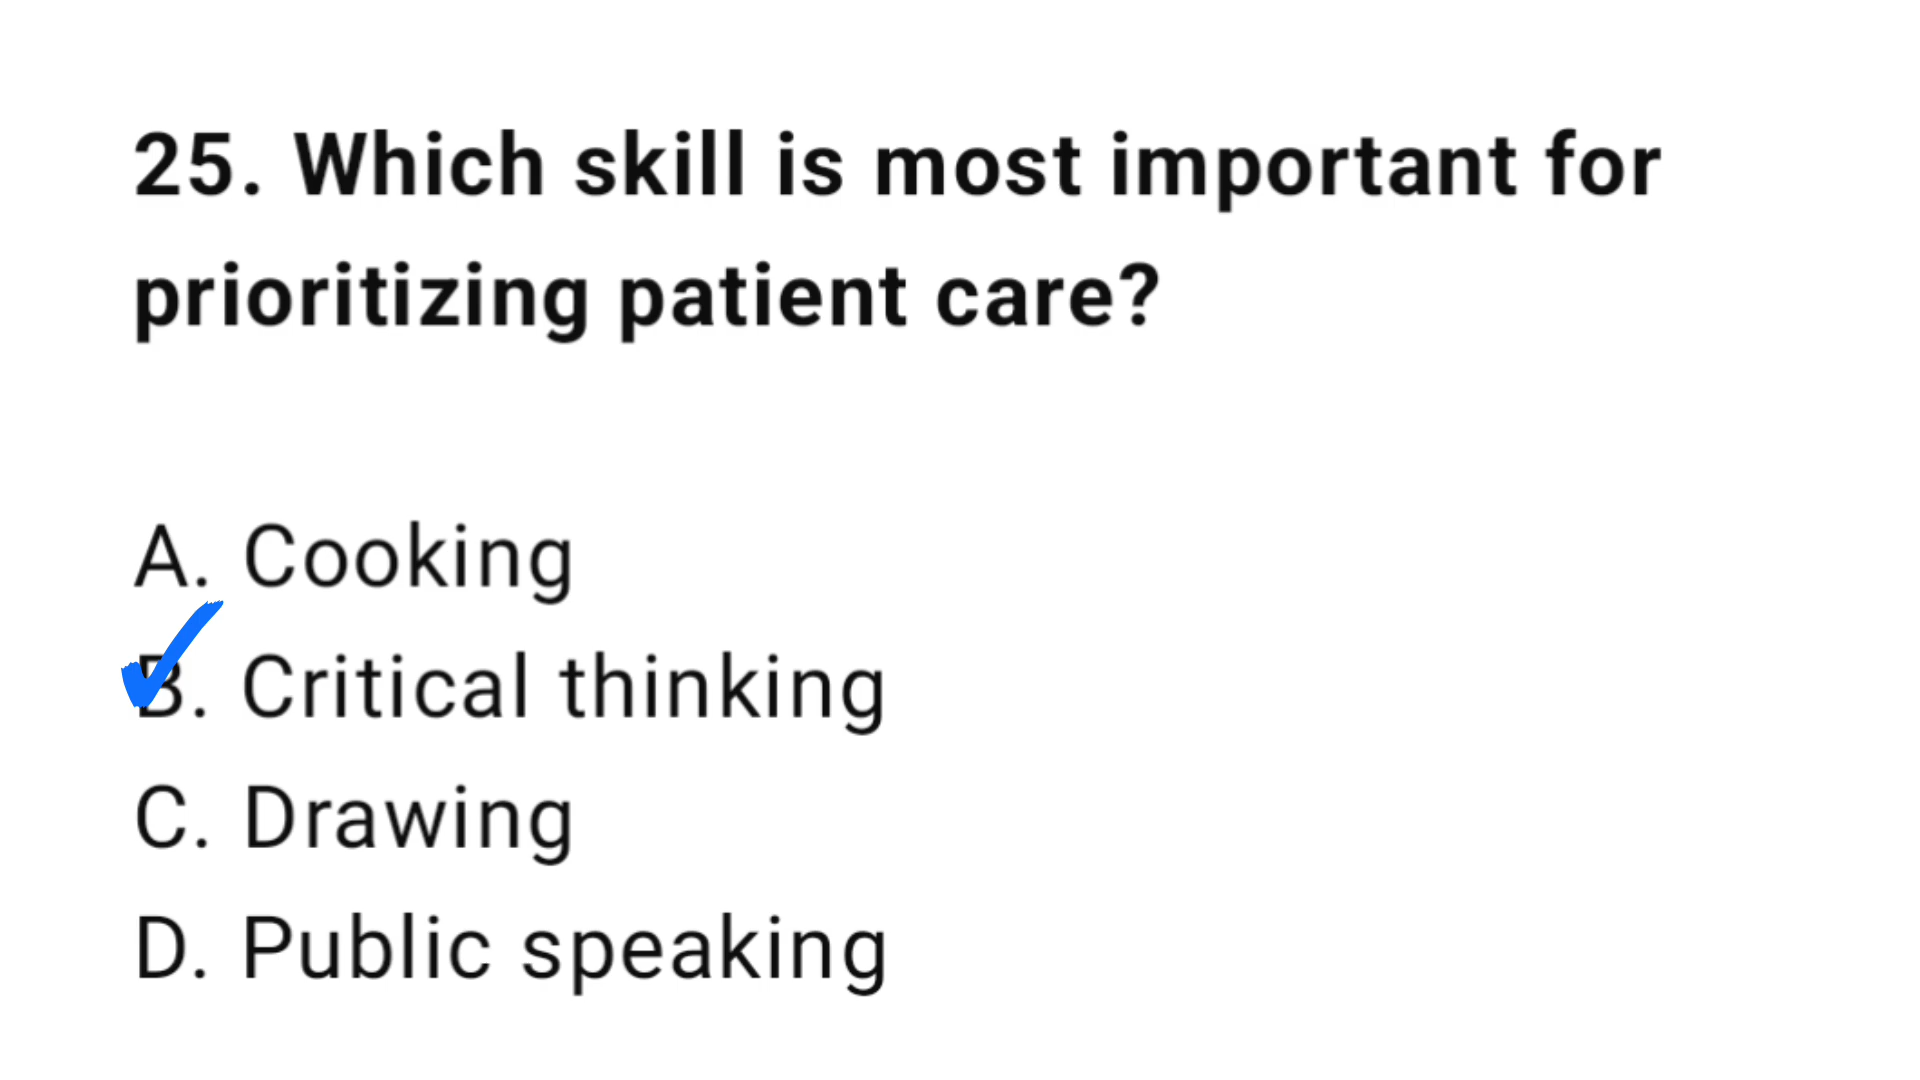 25. Which skill is most important for
prioritizing patient care?
A. Cooking
B. Critical thinking
C. Drawing
D. Public speaking